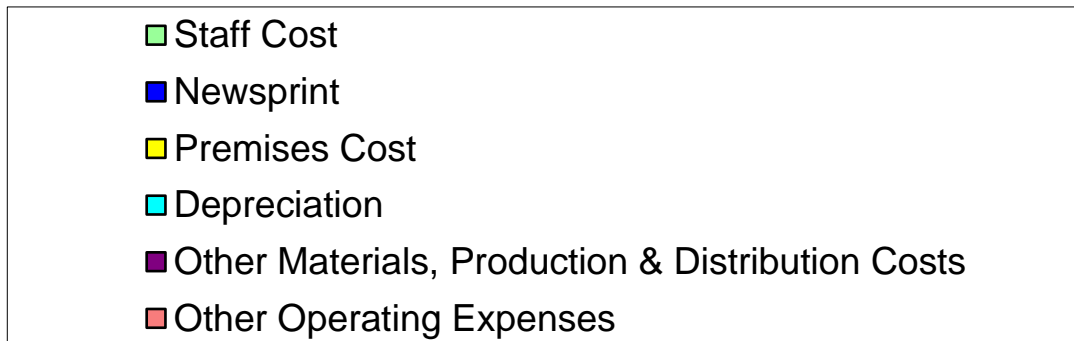 Staff Cost
Newsprint
Premises Cost
Depreciation
Other Materials, Production & Distribution Costs
Other Operating Expenses